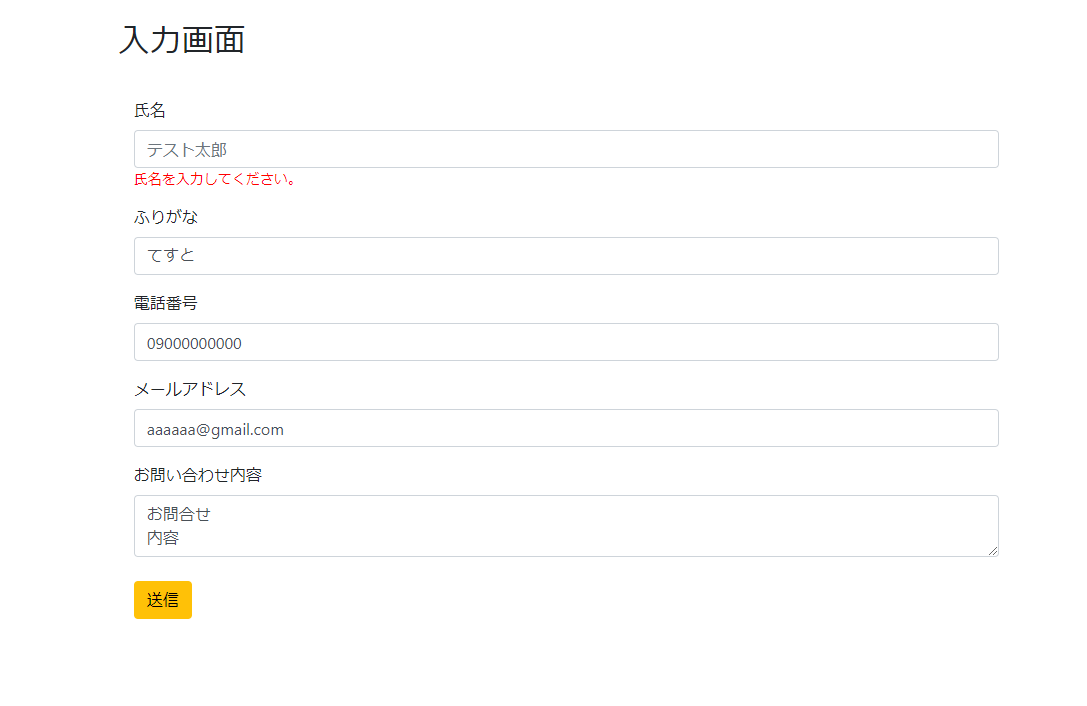 入力画面
氏名
テスト太郎
氏名を入力してください。
ふりがな
てすと
電話番号
09000000000
メールアドレス
aaaaaa@gmail.com
お問い合わせ内容
お問合せ
内容
送信